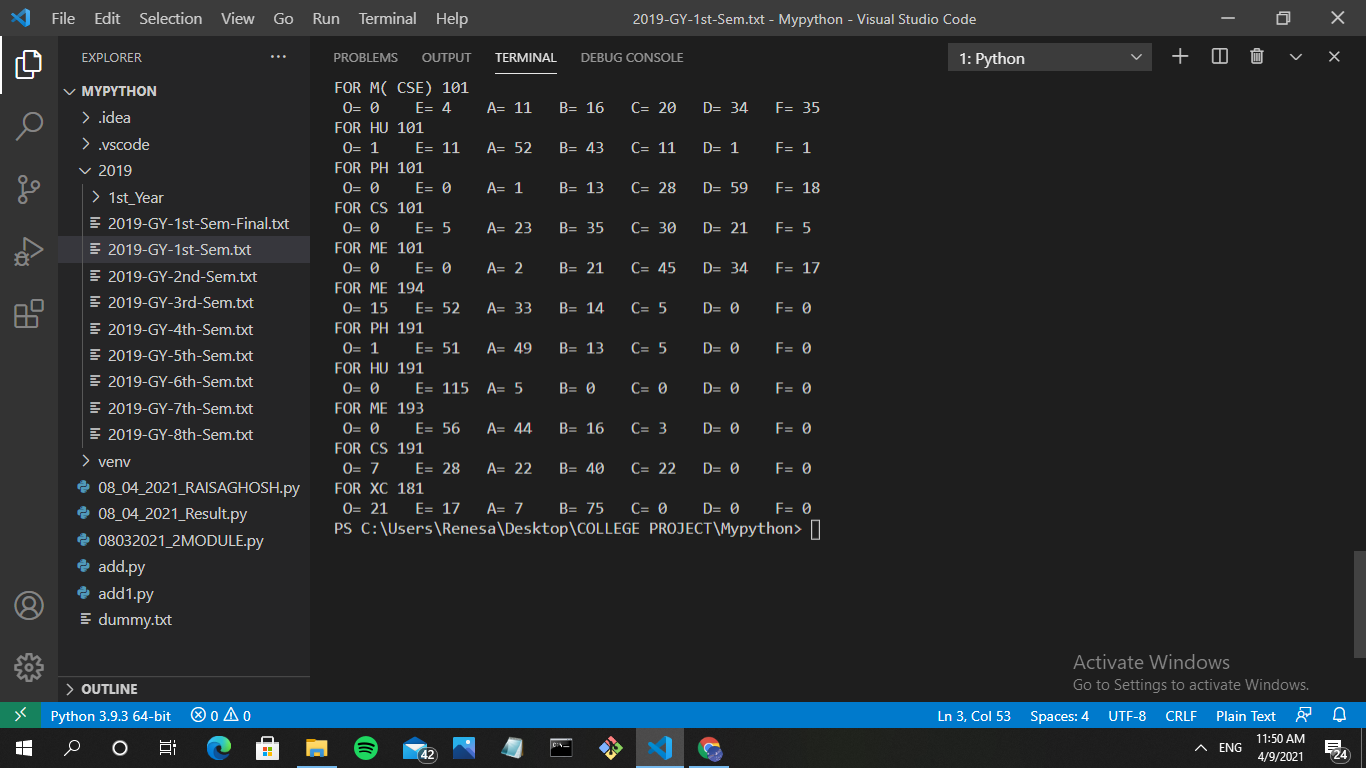 File Edit Selection View Go Run Terminal Help 2019-GY-1st-Sem.txt - Mypython - Visual Studio Code
EXPLORER ···
MYPYTHON
.idea
.vscode
2019
1st_Year
2019-GY-1st-Sem-Final.txt
2019-GY-1st-Sem.txt
2019-GY-2nd-Sem.txt
2019-GY-3rd-Sem.txt
2019-GY-4th-Sem.txt
2019-GY-5th-Sem.txt
2019-GY-6th-Sem.txt
2019-GY-7th-Sem.txt
2019-GY-8th-Sem.txt
venv
08_04_2021_RAISAGHOSH.py
08_04_2021_Result.py
08032021_2MODULE.py
add.py
add1.py
dummy.txt
OUTLINE
PROBLEMS OUTPUT TERMINAL DEBUG CONSOLE 1: Python
FOR M( CSE) 101
O= 0 E= 4 A= 11 B= 16 C= 20 D= 34 F= 35
FOR HU 101
O= 1 E= 11 A= 52 B= 43 C= 11 D= 1 F= 1
FOR PH 101
O= 0 E= 0 A= 1 B= 13 C= 28 D= 59 F= 18
FOR CS 101
O= 0 E= 5 A= 23 B= 35 C= 30 D= 21 F= 5
FOR ME 101
O= 0 E= 0 A= 2 B= 21 C= 45 D= 34 F= 17
FOR ME 194
O= 15 E= 52 A= 33 B= 14 C= 5 D= 0 F= 0
FOR PH 191
O= 1 E= 51 A= 49 B= 13 C= 5 D= 0 F= 0
FOR HU 191
O= 0 E= 115 A= 5 B= 0 C= 0 D= 0 F= 0
FOR ME 193
O= 0 E= 56 A= 44 B= 16 C= 3 D= 0 F= 0
FOR CS 191
O= 7 E= 28 A= 22 B= 40 C= 22 D= 0 F= 0
FOR XC 181
O= 21 E= 17 A= 7 B= 75 C= 0 D= 0 F= 0
PS C:\Users\Renesa\Desktop\COLLEGE PROJECT\Mypython>
Activate Windows
Go to Settings to activate Windows.
Python 3.9.3 64-bit 0 0 Ln 3, Col 53 Spaces: 4 UTF-8 CRLF Plain Text
42 ENG 11:50 AM 24
4/9/2021